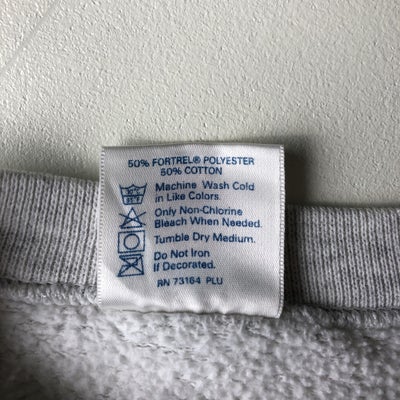 50% FORTREL® POLYESTER
50% COTTON
Machine Wash Cold
in Like Colors.
Only Non-Chlorine
Bleach When Needed.
Tumble Dry Medium.
Do Not Iron
If Decorated.
RN 73164 PLU